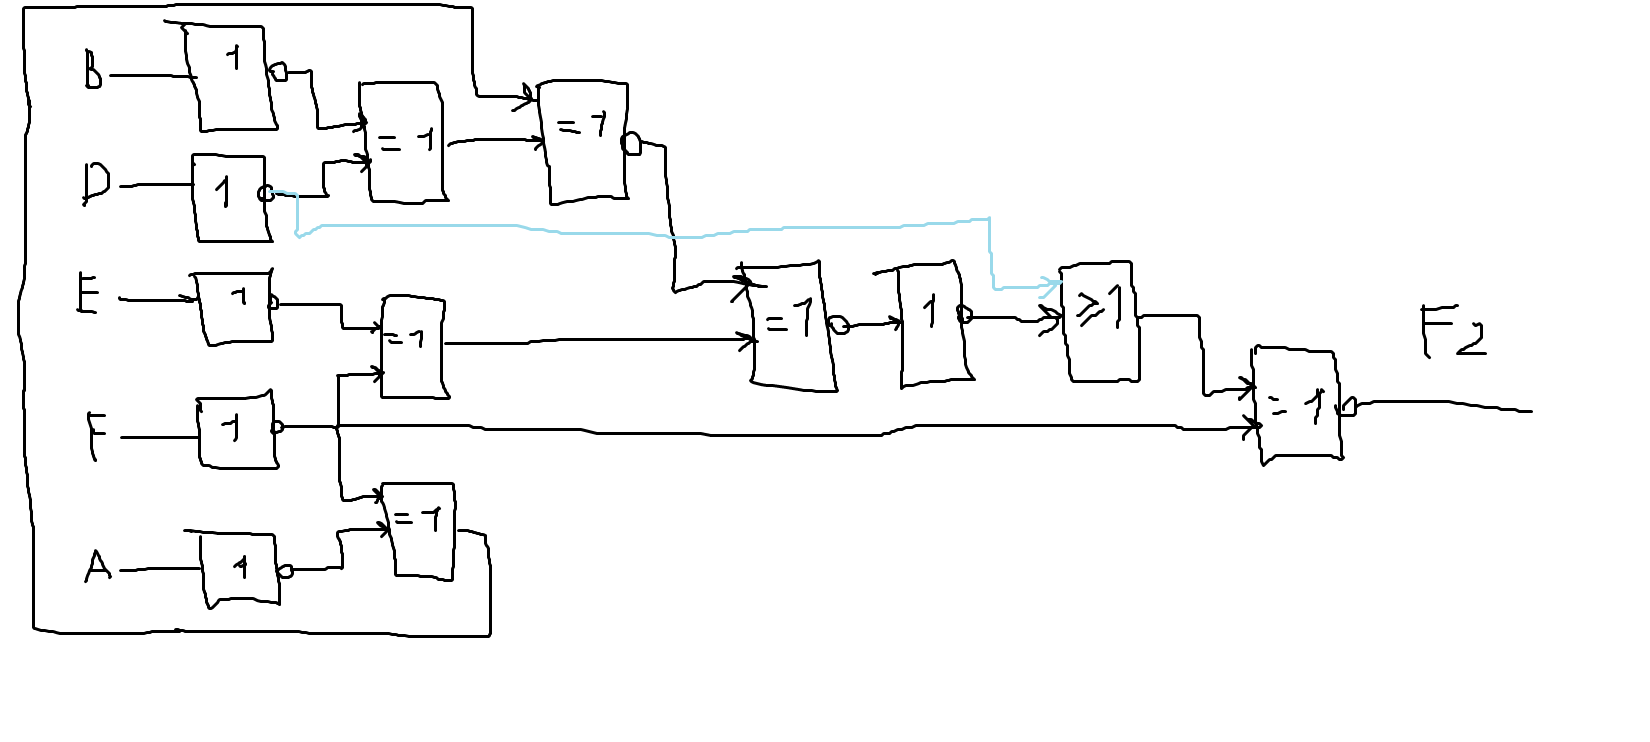 B
1
= 1
= 1
D
1
E
1
= 1
= 1
1
≥1
F2
F
1
= 1
A
1
= 1